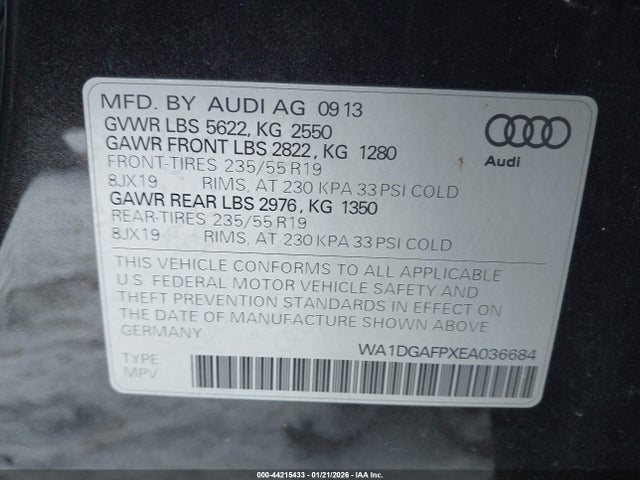 MFD. BY AUDI AG 09 13
GVWR LBS 5622, KG 2550
GAWR FRONT LBS 2822, KG 1280
FRONT-TIRES 235/55 R19
8JX19 RIMS, AT 230 KPA 33 PSI COLD
GAWR REAR LBS 2976, KG 1350
REAR-TIRES 235/55 R19
8JX19 RIMS, AT 230 KPA 33 PSI COLD
Audi
THIS VEHICLE CONFORMS TO ALL APPLICABLE
U.S. FEDERAL MOTOR VEHICLE SAFETY AND
THEFT PREVENTION STANDARDS IN EFFECT ON
THE DATE OF MANUFACTURE SHOWN ABOVE
GERMANY
WA1DGAFPXEA036684
TYPE
MPV
000-44215433 - 01/21/2026 - IAA Inc.